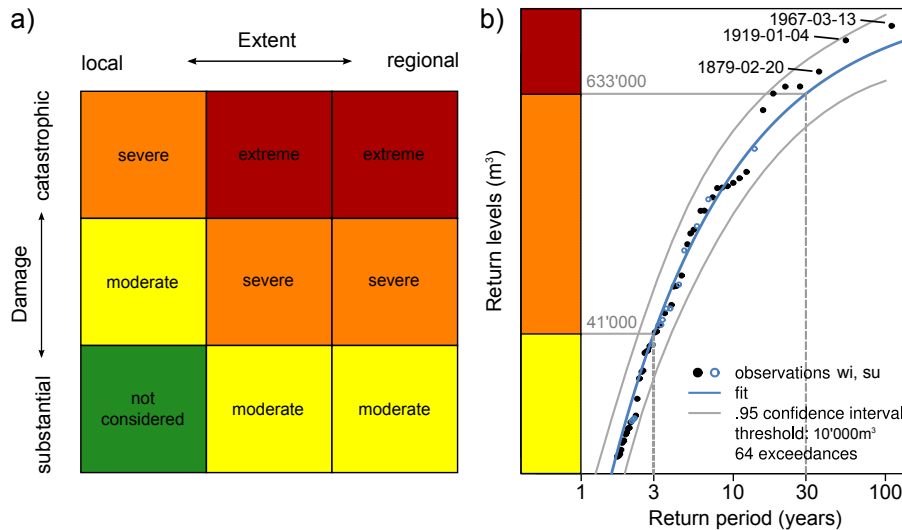 a)
Extent
local
regional
catastrophic
Damage
substantial
severe
extreme
extreme
moderate
severe
severe
not
considered
moderate
moderate
b)
1967-03-13
1919-01-04
1879-02-20
633'000
41'000
Return levels (m³)
observations wi, su
fit
.95 confidence interval
threshold: 10'000m³
64 exceedances
1
3
10
30
100
Return period (years)